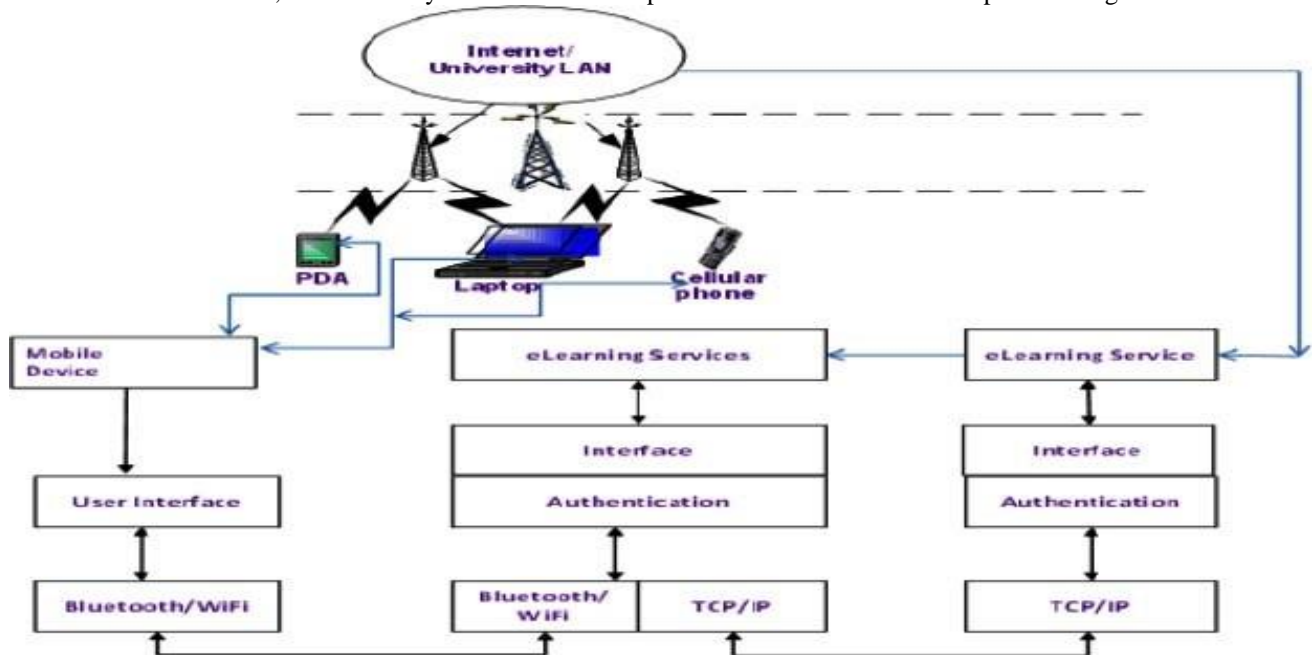 Internet/
University LAN
PDA
Laptop
Cellular
phone
Mobile
Device
eLearning Services
eLearning Service
Interface
Interface
User Interface
Authentication
Authentication
Bluetooth/WiFi
Bluetooth/
WiFi
TCP/IP
TCP/IP